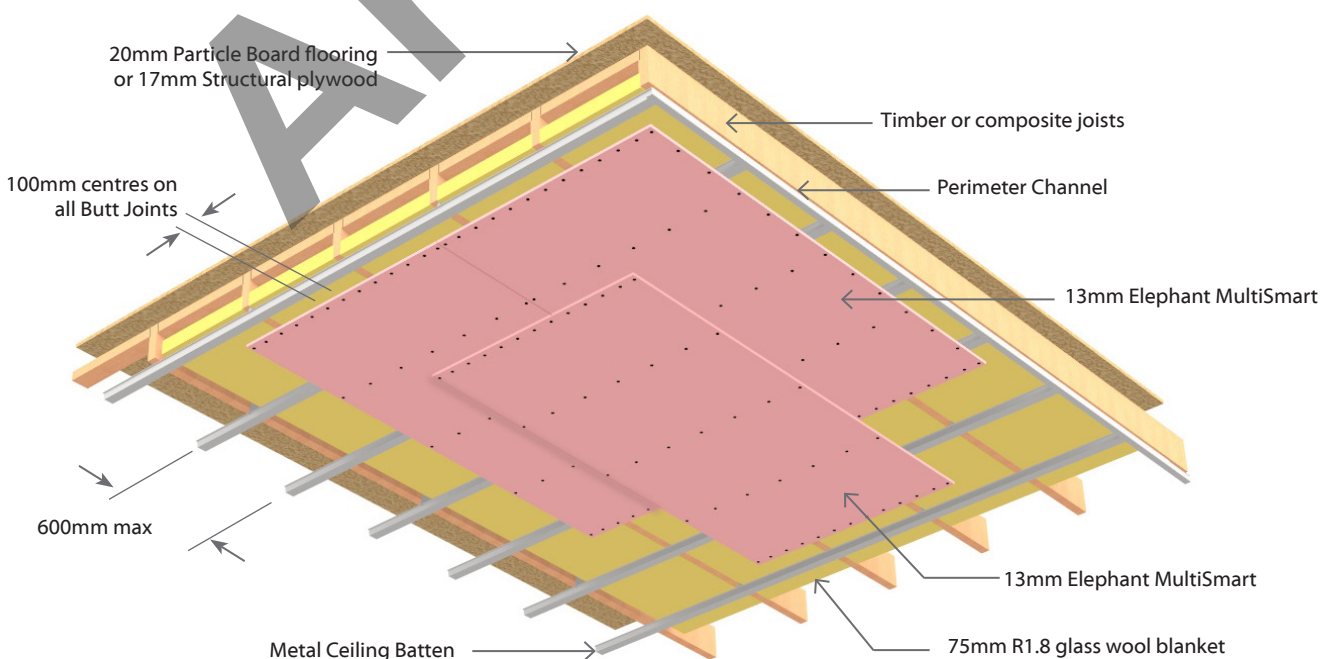 20mm Particle Board flooring
or 17mm Structural plywood
Timber or composite joists
100mm centres on
all Butt Joints
Perimeter Channel
13mm Elephant MultiSmart
600mm max
13mm Elephant MultiSmart
Metal Ceiling Batten
75mm R1.8 glass wool blanket